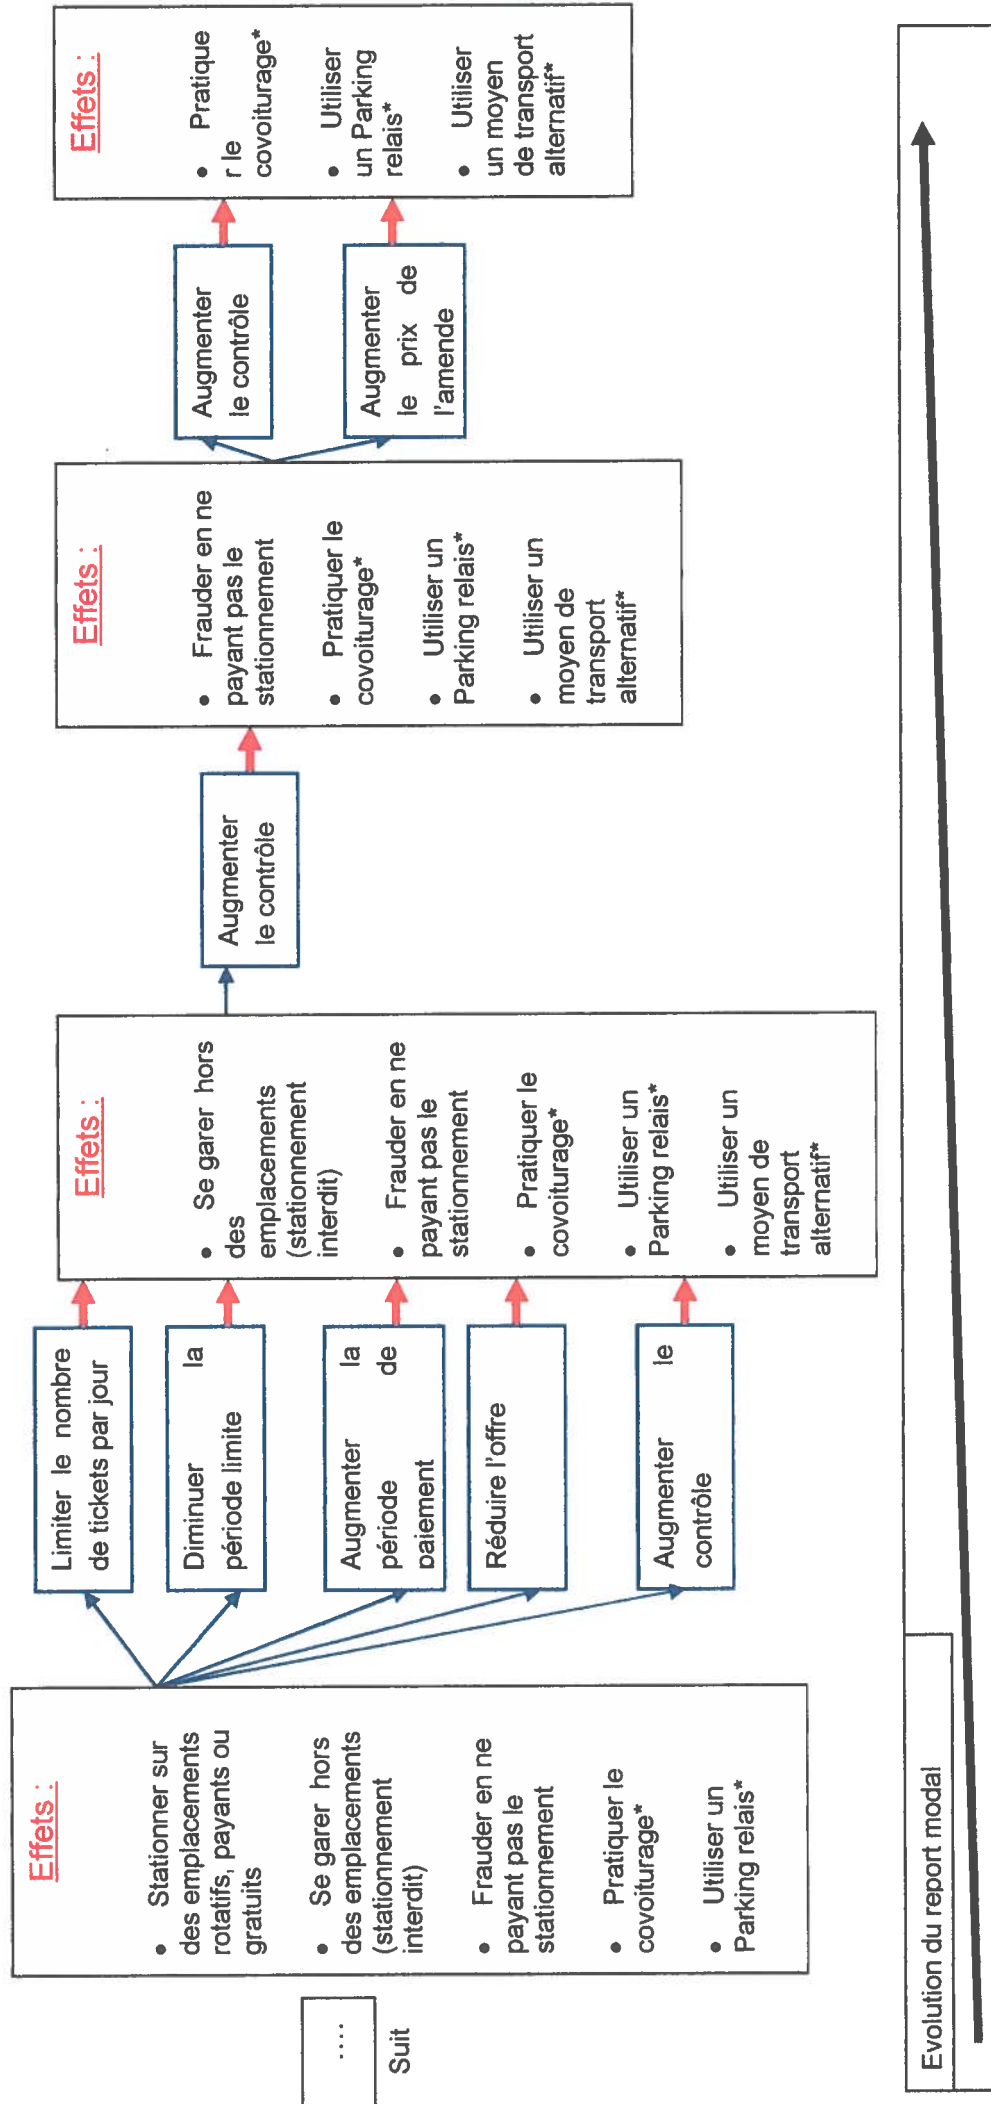 ....
Suit
Effets :
• Stationner sur
des emplacements
rotatifs, payants ou
gratuits
• Se garer hors
des emplacements
(stationnement
interdit)
• Frauder en ne
payant pas le
stationnement
• Pratiquer le
covoiturage*
• Utiliser un
Parking relais*
Limiter le nombre
de tickets par jour
Diminuer la
période limite
Augmenter la
période de
paiement
Réduire l'offre
Augmenter le
contrôle
Effets :
• Se garer hors
des
emplacements
(stationnement
interdit)
• Frauder en ne
payant pas le
stationnement
• Pratiquer le
covoiturage*
• Utiliser un
Parking relais*
• Utiliser un
moyen de
transport
alternatif*
Augmenter
le contrôle
Effets :
• Frauder en ne
payant pas le
stationnement
• Pratiquer le
covoiturage*
• Utiliser un
Parking relais*
• Utiliser un
moyen de
transport
alternatif*
Augmenter
le contrôle
Augmenter
le prix de
l'amende
Effets :
• Pratique
r le
covoiturage*
• Utiliser
un Parking
relais*
• Utiliser
un moyen
de transport
alternatif*
Evolution du report modal